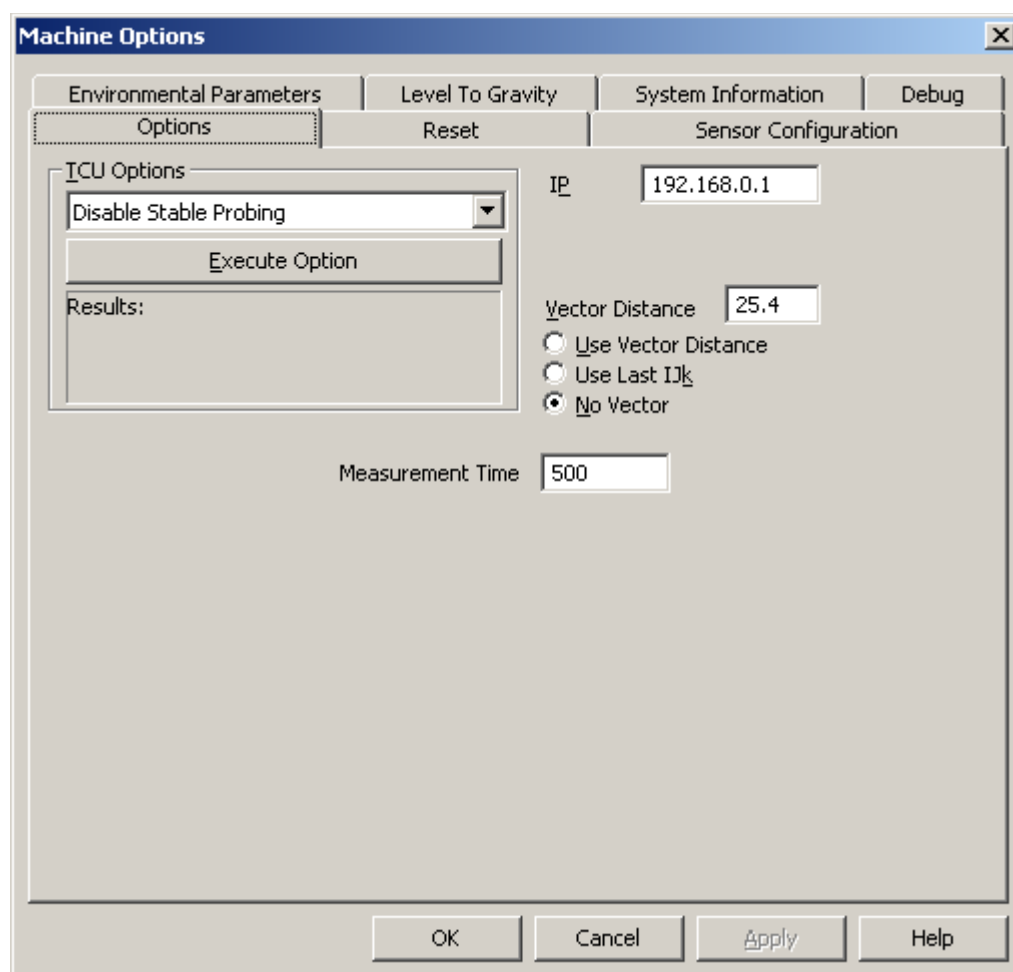 Machine Options
Environmental Parameters
Level To Gravity
System Information
Debug
Options
Reset
Sensor Configuration
TCU Options
Disable Stable Probing
Execute Option
Results:
IP
192.168.0.1
Vector Distance
25.4
Use Vector Distance
Use Last IJk
No Vector
Measurement Time
500
OK
Cancel
Apply
Help